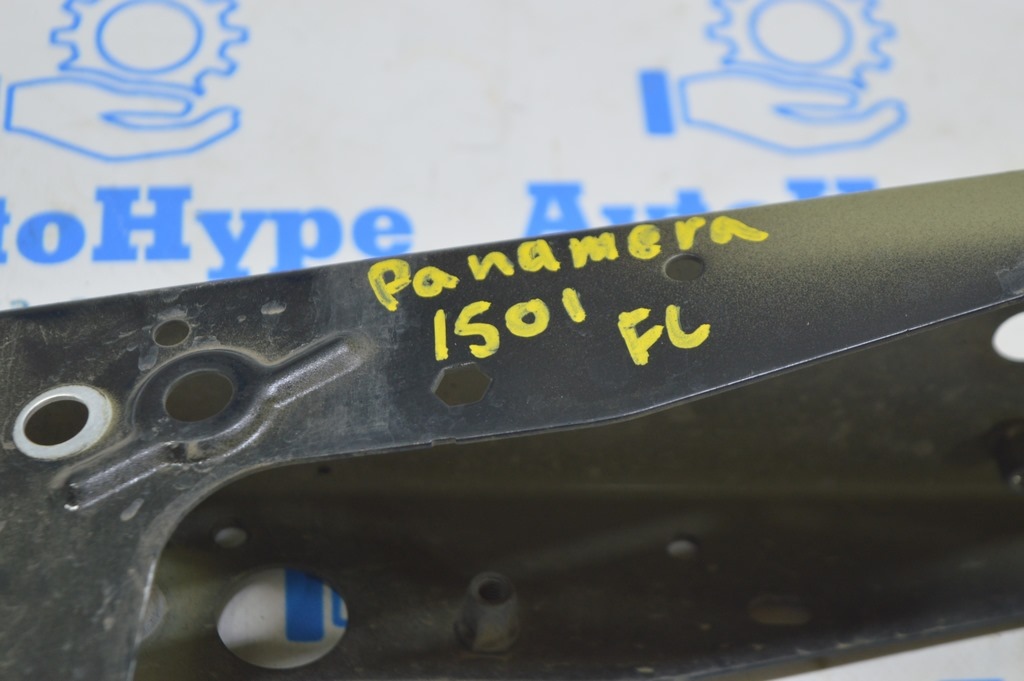 toHype
AutoH
Panamera
1501 FL